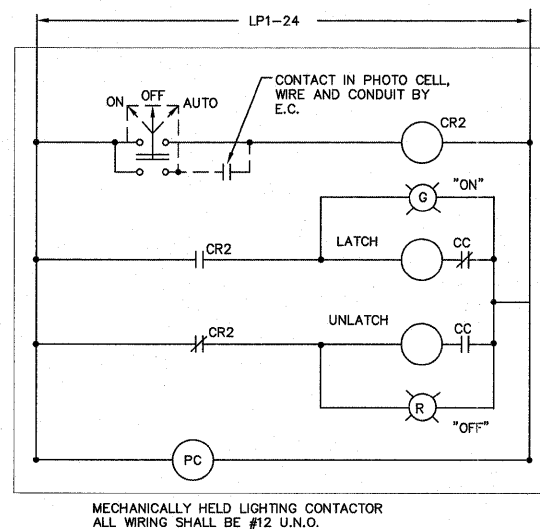 LP1-24
ON OFF AUTO
CONTACT IN PHOTO CELL,
WIRE AND CONDUIT BY
E.C.
CR2
G "ON"
CR2 LATCH CC
CR2 UNLATCH CC
R "OFF"
PC
MECHANICALLY HELD LIGHTING CONTACTOR
ALL WIRING SHALL BE #12 U.N.O.